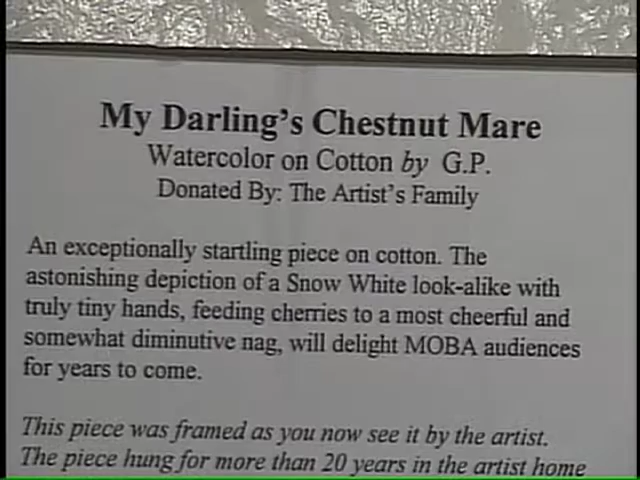 My Darling's Chestnut Mare
Watercolor on Cotton by G.P.
Donated By: The Artist's Family
An exceptionally startling piece on cotton. The
astonishing depiction of a Snow White look-alike with
truly tiny hands, feeding cherries to a most cheerful and
somewhat diminutive nag, will delight MOBA audiences
for years to come.
This piece was framed as you now see it by the artist.
The piece hung for more than 20 years in the artist home